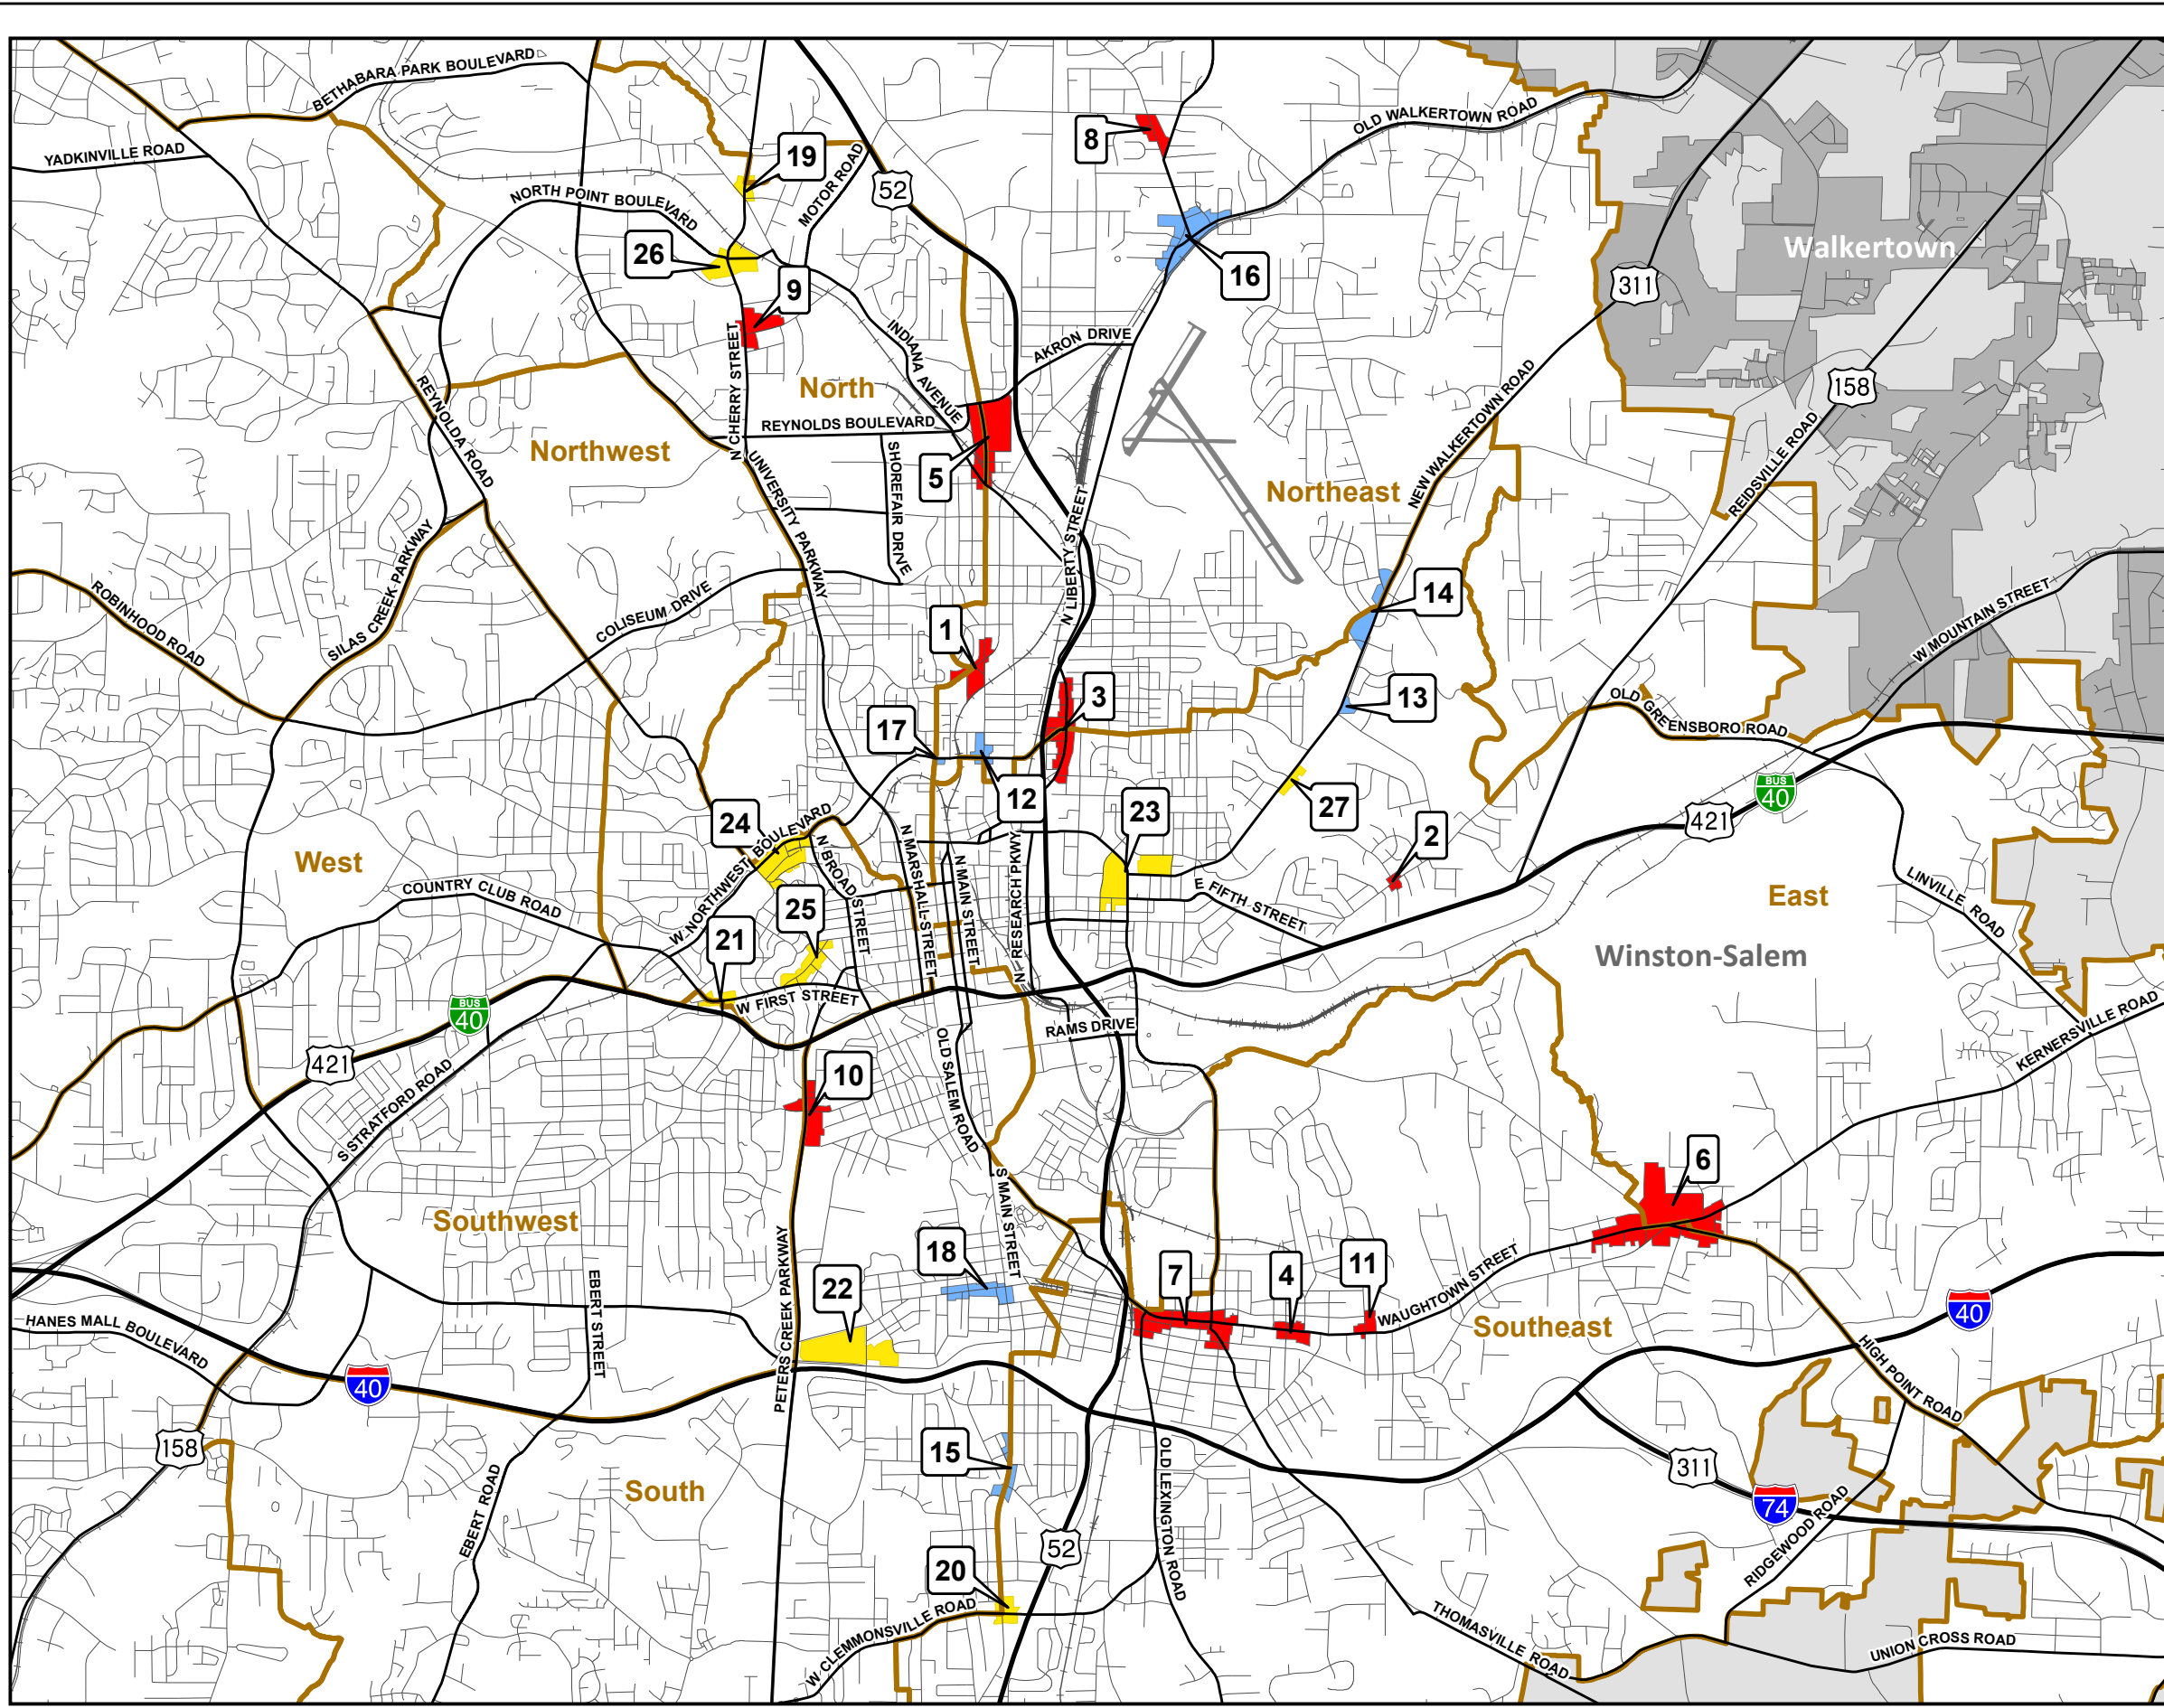 BETHABARA PARK BOULEVARD
YADKINVILLE ROAD
19
MOTOR ROAD
52
8
OLD WALKERTOWN ROAD
NORTH POINT BOULEVARD
26
9
16
Walkertown
311
INDIANA AVENUE
AKRON DRIVE
N CHERRY STREET
North
158
REYNOLDA ROAD
REYNOLDS BOULEVARD
Northwest
5
SHOREFAIR DRIVE
UNIVERSITY PARKWAY
Northeast
NEW WALKERTOWN ROAD
REIDSVILLE ROAD
N LIBERTY STREET
SILAS CREEK PARKWAY
ROBINHOOD ROAD
COLISEUM DRIVE
1
14
W MOUNTAIN STREET
3
13
17
OLD GREENSBORO ROAD
12
27
BUS
40
421
24
23
2
W NORTHWEST BOULEVARD
N BROAD STREET
N MARSHALL STREET
N MAIN STREET
N RESEARCH PKWY
West
COUNTRY CLUB ROAD
E FIFTH STREET
East
LINVILLE ROAD
25
21
Winston-Salem
W FIRST STREET
BUS
40
421
RAMS DRIVE
KERNERSVILLE ROAD
S STRATFORD ROAD
10
OLD SALEM ROAD
6
S MAIN STREET
Southwest
18
22
7
4
11
WAUGHTOWN STREET
PETERS CREEK PARKWAY
EBERT STREET
HANES MALL BOULEVARD
Southeast
40
40
HIGH POINT ROAD
158
15
311
74
South
EBERT ROAD
OLD LEXINGTON ROAD
52
RIDGEWOOD ROAD
20
W CLEMMONSVILLE ROAD
THOMASVILLE ROAD
UNION CROSS ROAD